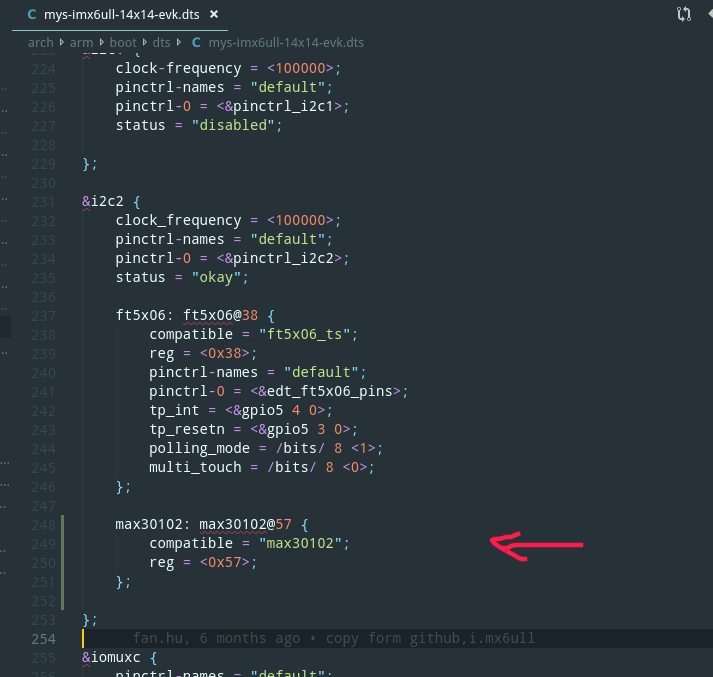 C mys-imx6ull-14x14-evk.dts ×
arch arm boot dts C mys-imx6ull-14x14-evk.dts
224 clock-frequency = <100000>;
225 pinctrl-names = "default";
226 pinctrl-0 = <&pinctrl_i2c1>;
227 status = "disabled";
228
229 };
230
231 &i2c2 {
232 clock_frequency = <100000>;
233 pinctrl-names = "default";
234 pinctrl-0 = <&pinctrl_i2c2>;
235 status = "okay";
236
237 ft5x06: ft5x06@38 {
238 compatible = "ft5x06_ts";
239 reg = <0x38>;
240 pinctrl-names = "default";
241 pinctrl-0 = <&edt_ft5x06_pins>;
242 tp_int = <&gpio5 4 0>;
243 tp_resetn = <&gpio5 3 0>;
244 polling_mode = /bits/ 8 <1>;
245 multi_touch = /bits/ 8 <0>;
246 };
247
248 max30102: max30102@57 {
249 compatible = "max30102";
250 reg = <0x57>;
251 };
252
253 };
254 fan.hu, 6 months ago • copy form github,i.mx6ull
255 &iomuxc {
pinctrl-names = "default";